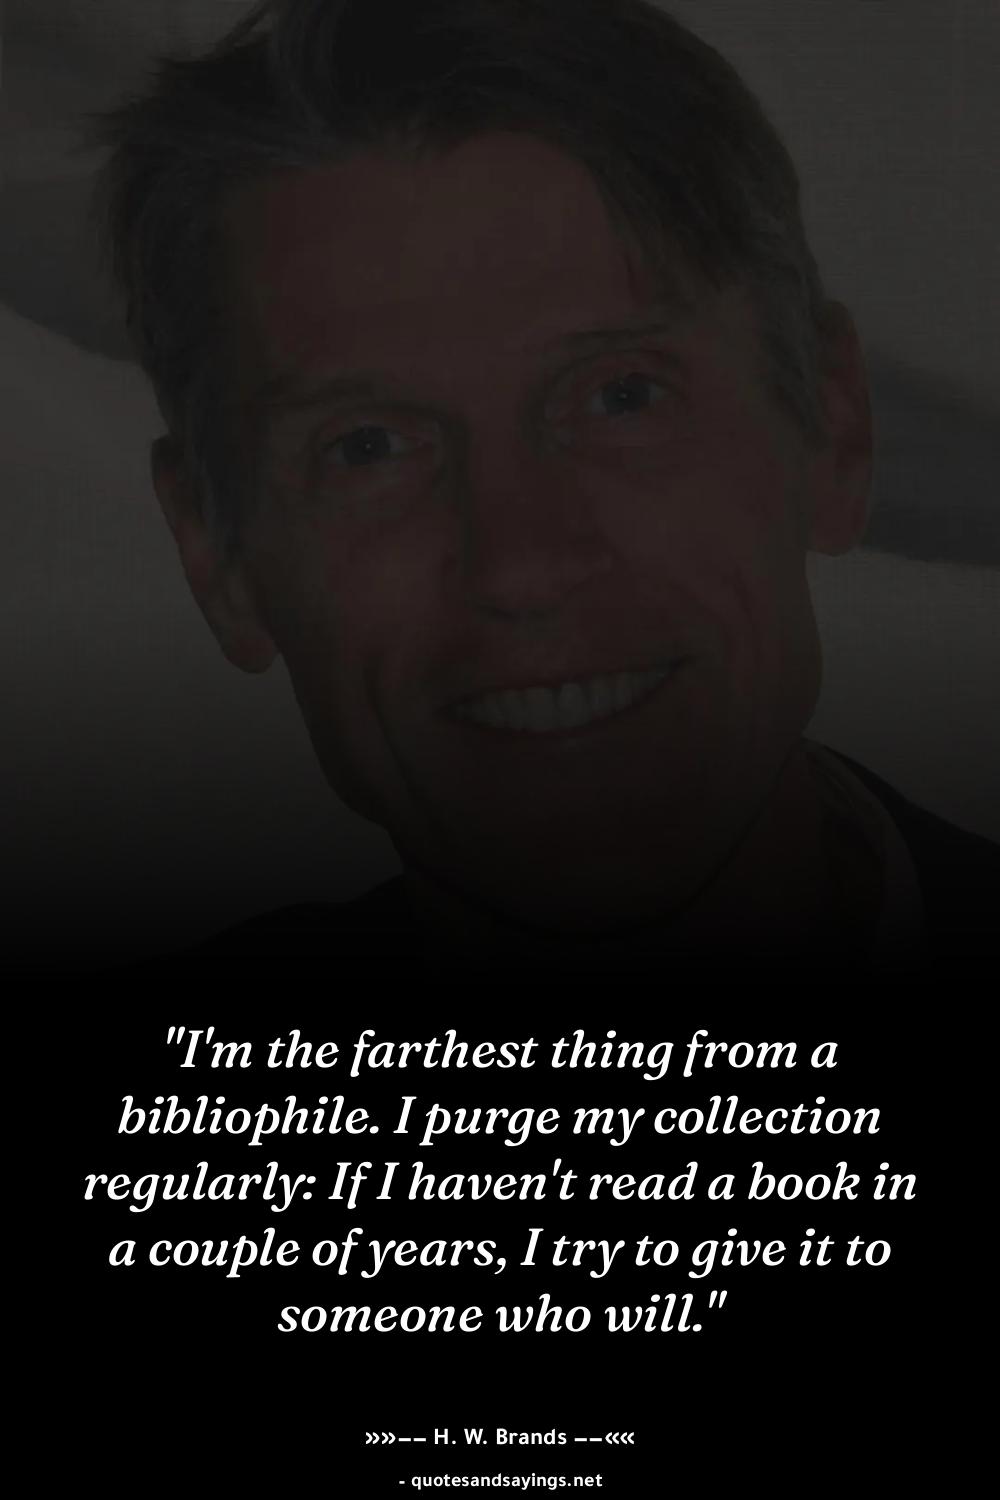 "I'm the farthest thing from a
bibliophile. I purge my collection
regularly: If I haven't read a book in
a couple of years, I try to give it to
someone who will."
»»—— H. W. Brands ——««
- quotesandsayings.net